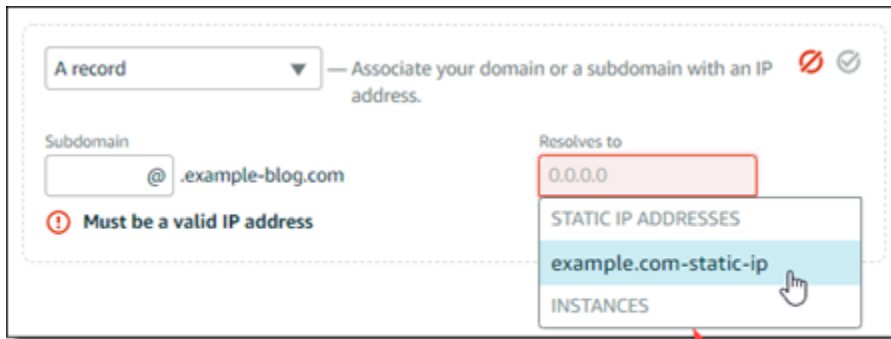 A record
— Associate your domain or a subdomain with an IP
address.
Subdomain
Resolves to
@ .example-blog.com
0.0.0.0
Must be a valid IP address
STATIC IP ADDRESSES
example.com-static-ip
INSTANCES